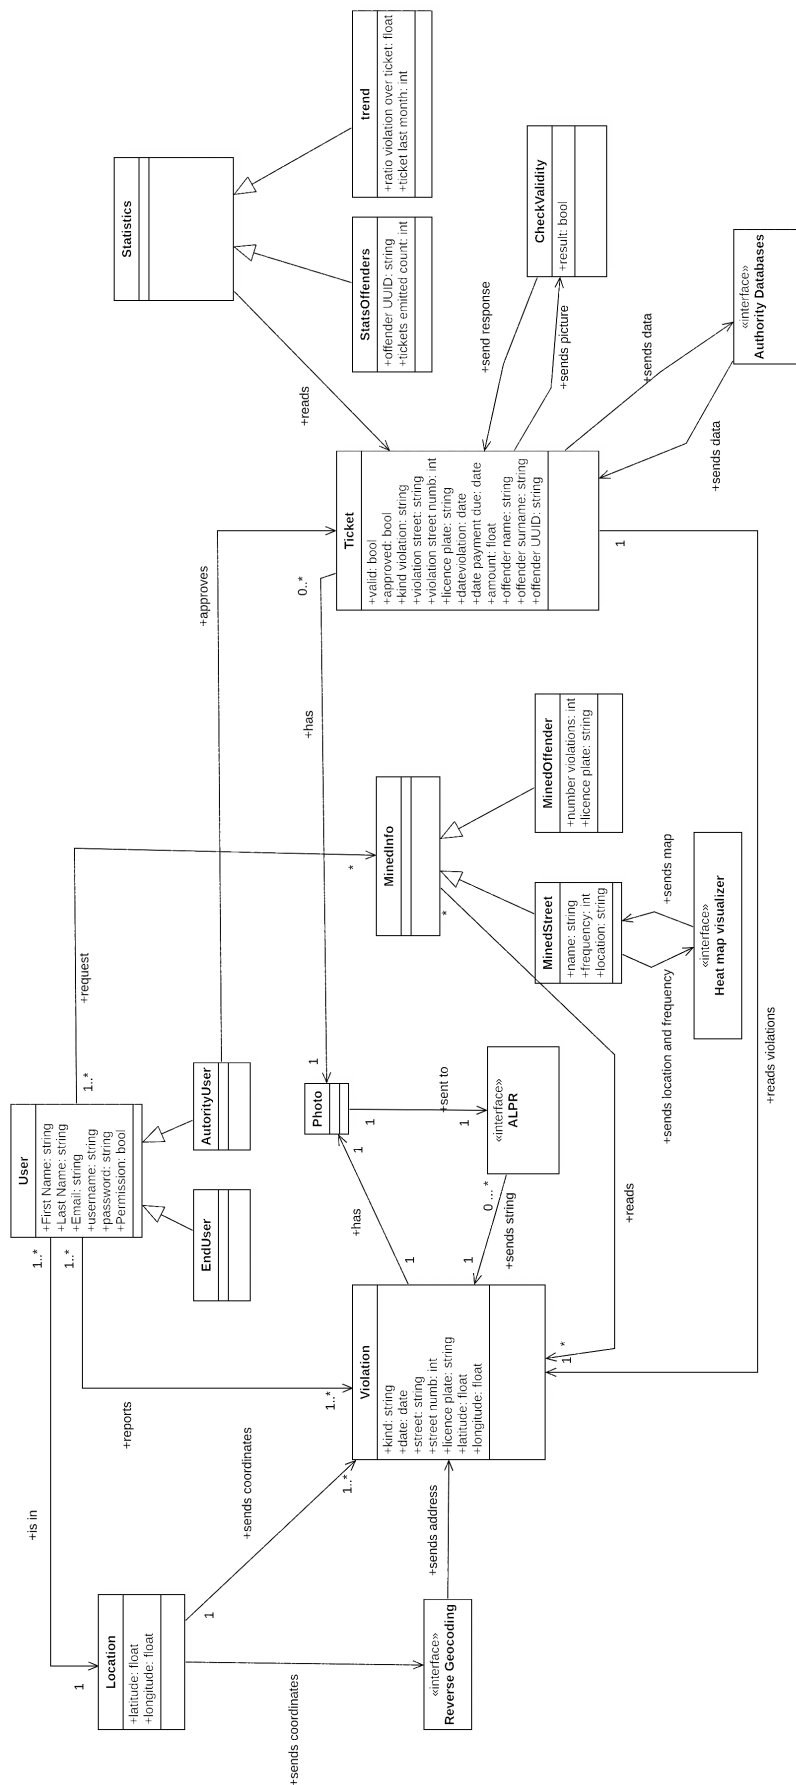 Statistics
trend
+ratio violation over ticket: float
+ticket last month: int
StatsOffenders
+offender UUID: string
+tickets emitted count: int
CheckValidity
+result: bool
«interface»
Authority Databases
+reads
+send response
+sends picture
+sends data
+sends data
Ticket
+valid: bool
+approved: bool
+kind violation: string
+violation street: string
+violation street numb: int
+licence plate: string
+dateviolation: date
+date payment due: date
+amount: float
+offender name: string
+offender surname: string
+offender UUID: string
+approves
0..*
1
+has
1
User
+First Name: string
+Last Name: string
+Email: string
+username: string
+password: string
+Permission: bool
AutorityUser
EndUser
+request
1..*
*
MinedInfo
*
MinedOffender
+number violations: int
+licence plate: string
MinedStreet
+name: string
+frequency: int
+location: string
+sends map
+sends location and frequency
«interface»
Heat map visualizer
+reads violations
Photo
1
+sent to
1
«interface»
ALPR
1
+has
1
0 ... *
+sends string
1
+reads
1
*
Violation
+kind: string
+date: date
+street: string
+street numb: int
+licence plate: string
+latitude: float
+longitude: float
1..*
1..*
+reports
1..*
+is in
1
Location
+latitude: float
+longitude: float
1
+sends coordinates
1..*
+sends coordinates
+sends address
«interface»
Reverse Geocoding